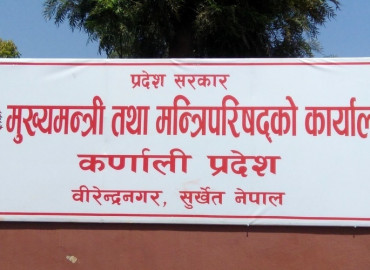 प्रदेश सरकार
मुख्यमन्त्री तथा मन्त्रिपरिषद्को कार्याल
कर्णाली प्रदेश
वीरेन्द्रनगर, सुर्खेत नेपाल